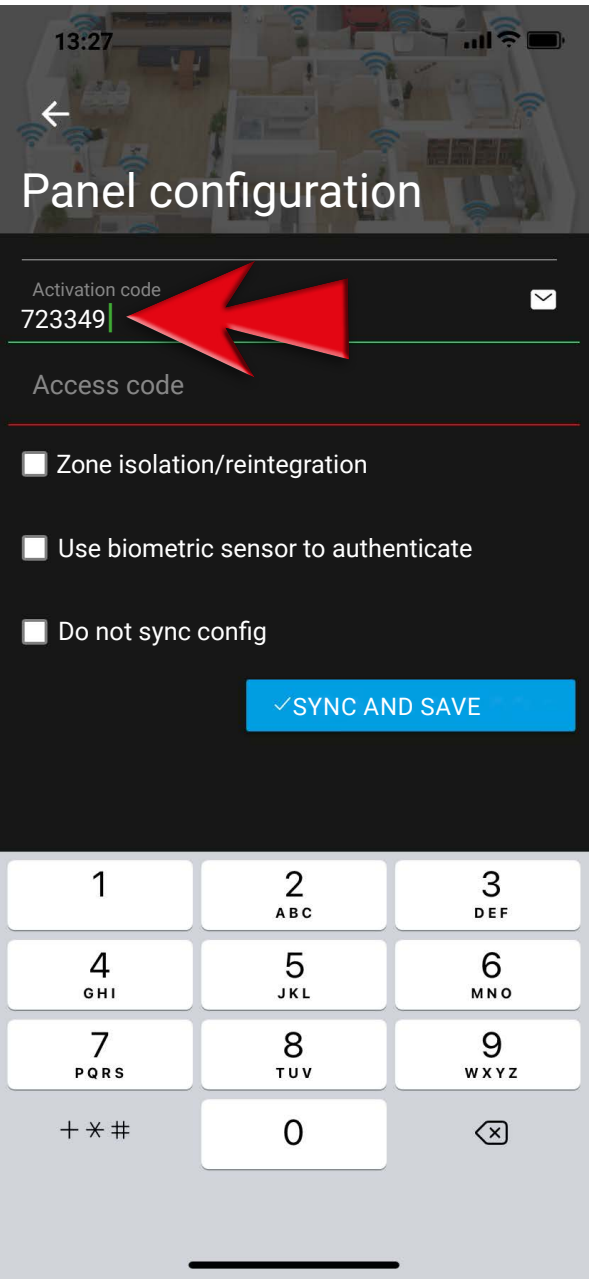 13:27
Panel configuration
Activation code
723349
Access code
Zone isolation/reintegration
Use biometric sensor to authenticate
Do not sync config
SYNC AND SAVE
1
2
ABC
3
DEF
4
GHI
5
JKL
6
MNO
7
PQRS
8
TUV
9
WXYZ
+*#
0